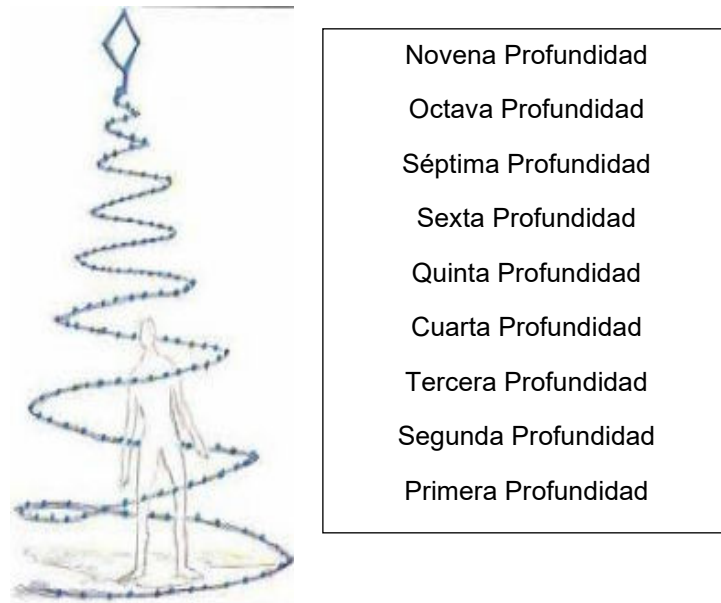 Novena Profundidad
Octava Profundidad
Séptima Profundidad
Sexta Profundidad
Quinta Profundidad
Cuarta Profundidad
Tercera Profundidad
Segunda Profundidad
Primera Profundidad